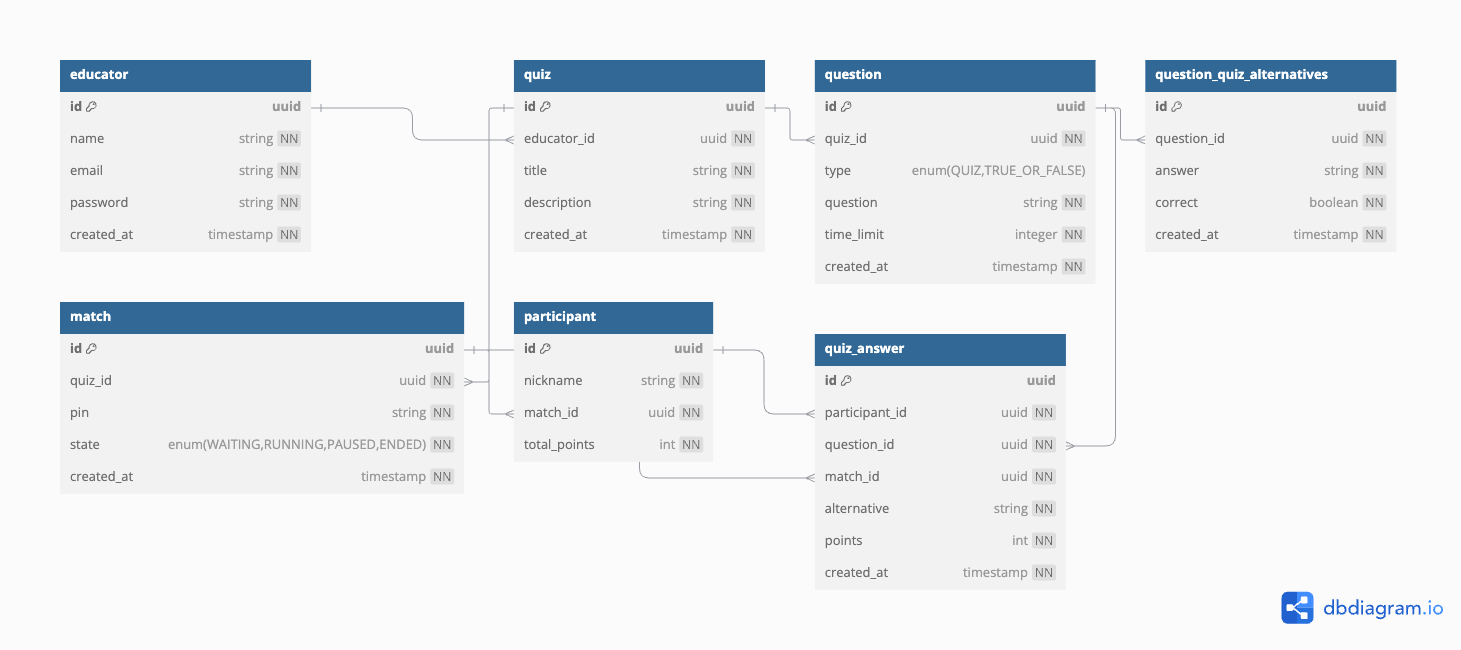 educator
id uuid
name string NN
email string NN
password string NN
created_at timestamp NN
quiz
id uuid
educator_id uuid NN
title string NN
description string NN
created_at timestamp NN
question
id uuid
quiz_id uuid NN
type enum(QUIZ,TRUE_OR_FALSE)
question string NN
time_limit integer NN
created_at timestamp NN
question_quiz_alternatives
id uuid
question_id uuid NN
answer string NN
correct boolean NN
created_at timestamp NN
match
id uuid
quiz_id uuid NN
pin string NN
state enum(WAITING,RUNNING,PAUSED,ENDED) NN
created_at timestamp NN
participant
id uuid
nickname string NN
match_id uuid NN
total_points int NN
quiz_answer
id uuid
participant_id uuid NN
question_id uuid NN
match_id uuid NN
alternative string NN
points int NN
created_at timestamp NN
dbdiagram.io